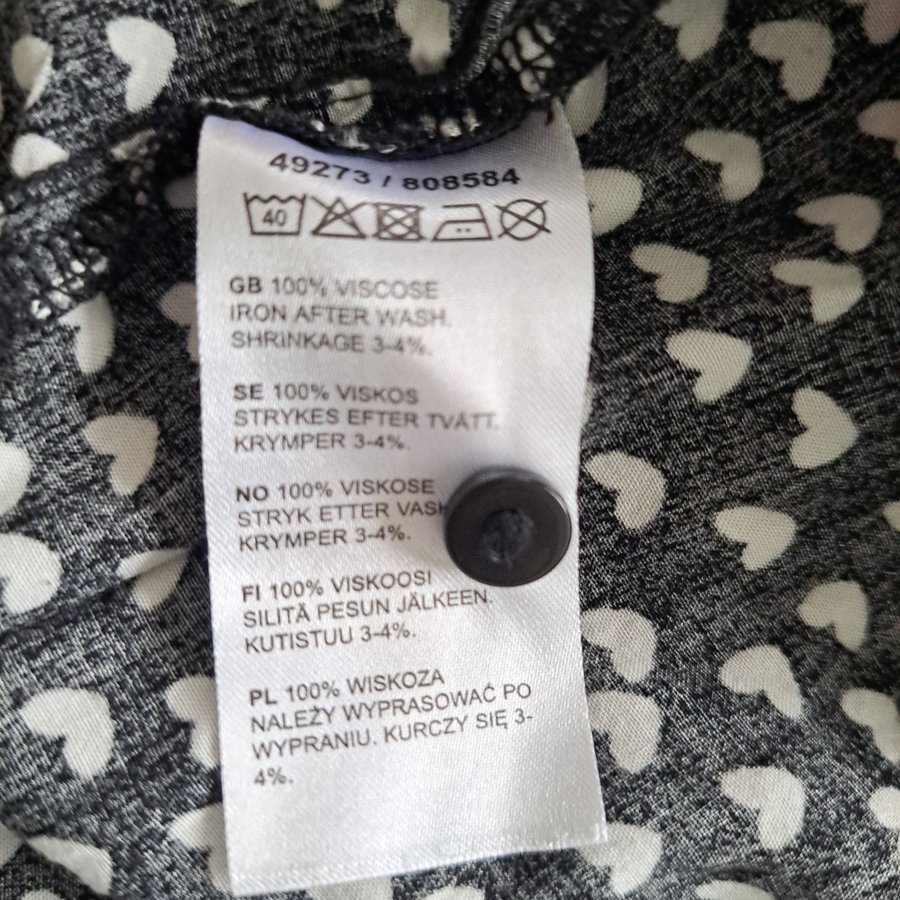 49273 / 808584
40
GB 100% VISCOSE
IRON AFTER WASH.
SHRINKAGE 3-4%.
SE 100% VISKOS
STRYKES EFTER TVÄTT.
KRYMPER 3-4%.
NO 100% VISKOSE
STRYK ETTER
KRYMPER 3-4%.
FI 100% VISKOOSI
SILITÄ PESUN JÄLKEEN.
KUTISTUU 3-4%.
PL 100% WISKOZA
NALEŻY WYPRASOWAĆ PO
WYPRANIU. KURCZY SIĘ 3-
4%.